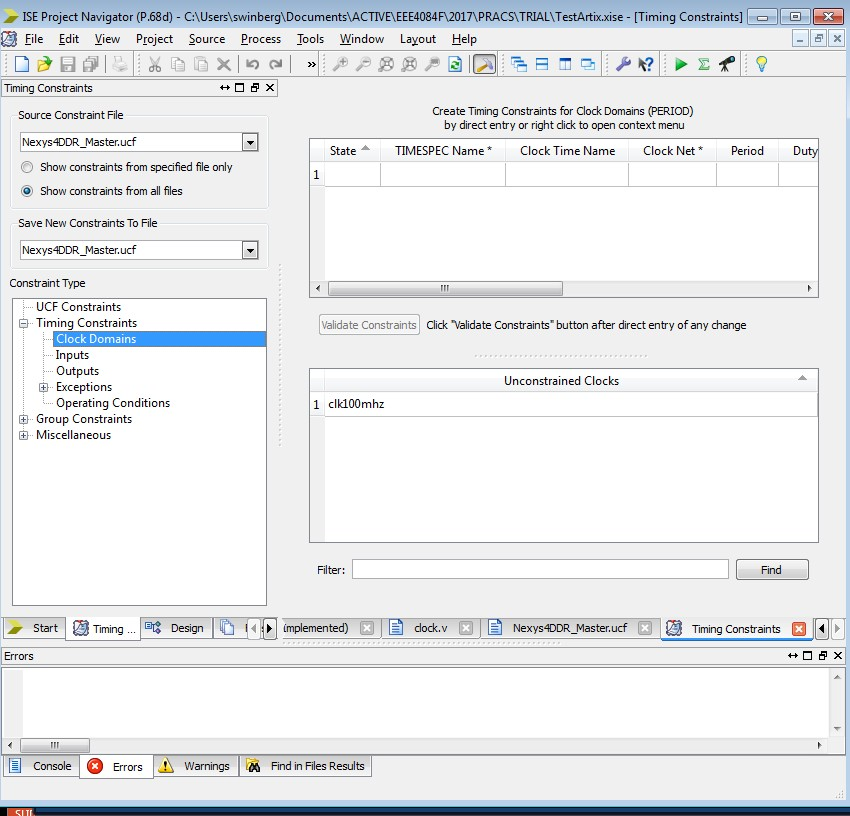 ISE Project Navigator (P.68d) - C:\Users\swinberg\Documents\ACTIVE\EEE4084F\2017\PRACS\TRIAL\TestArtix.xise - [Timing Constraints]
File Edit View Project Source Process Tools Window Layout Help
Timing Constraints
Source Constraint File
Nexys4DDR_Master.ucf
Show constraints from specified file only
Show constraints from all files
Save New Constraints To File
Nexys4DDR_Master.ucf
Constraint Type
UCF Constraints
Timing Constraints
Clock Domains
Inputs
Outputs
Exceptions
Operating Conditions
Group Constraints
Miscellaneous
Create Timing Constraints for Clock Domains (PERIOD)
by direct entry or right click to open context menu
State TIMESPEC Name * Clock Time Name Clock Net * Period Duty
1
Validate Constraints Click "Validate Constraints" button after direct entry of any change
Unconstrained Clocks
1 clk100mhz
Filter: Find
Start Timing ... Design implemented) clock.v Nexys4DDR_Master.ucf Timing Constraints
Errors
Console Errors Warnings Find in Files Results